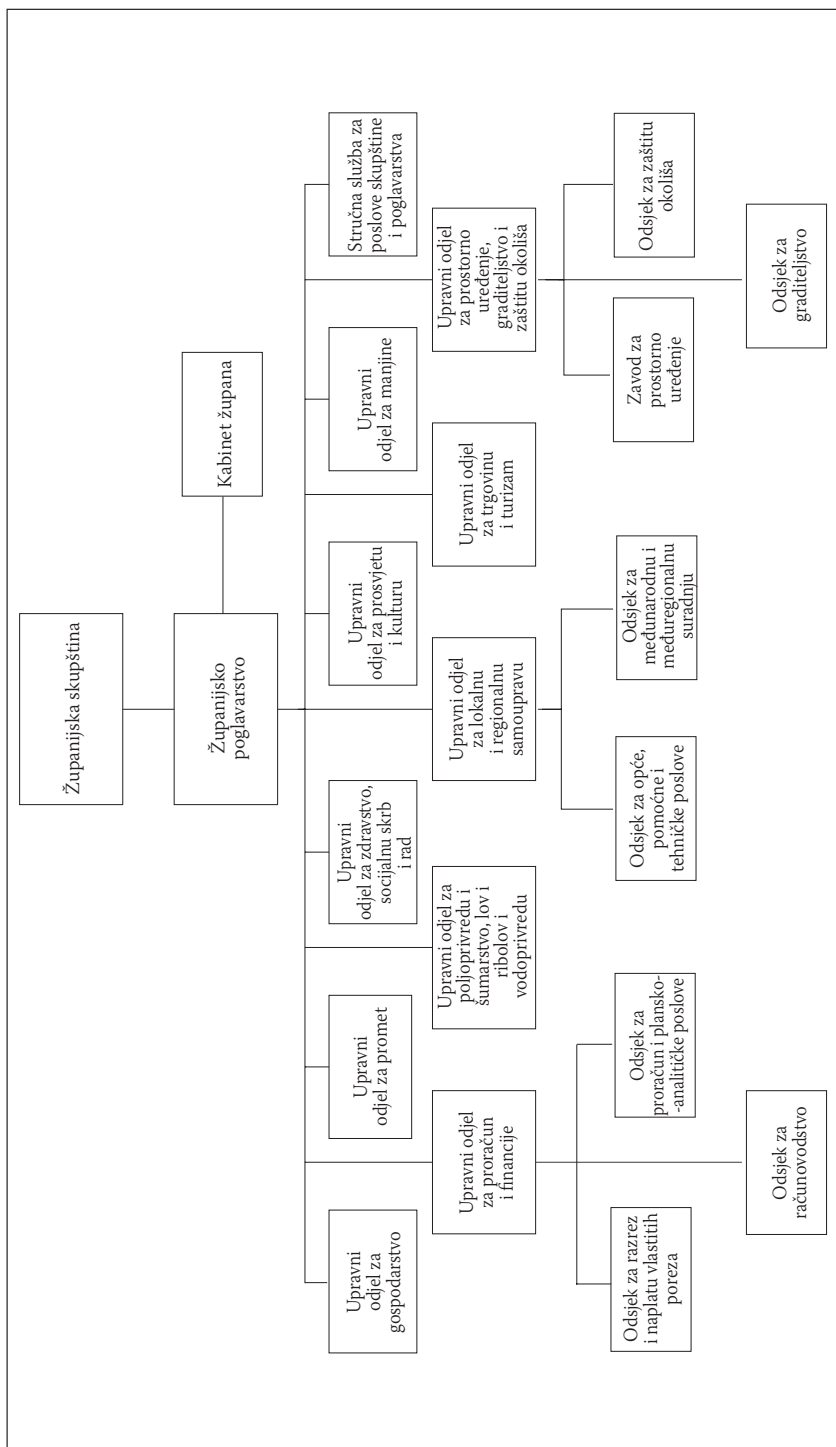 Županijska skupština
Županijsko
poglavarstvo
Kabinet župana
Upravni
odjel za
gospodarstvo
Upravni
odjel za promet
Upravni
odjel za zdravstvo,
socijalnu skrb
i rad
Upravni
odjel za prosvjetu
i kulturu
Upravni
odjel za manjine
Stručna služba za
poslove skupštine
i poglavarstva
Upravni odjel
za proračun
i financije
Upravni odjel za
poljoprivredu i
šumarstvo, lov i
ribolov i
vodoprivredu
Upravni odjel
za lokalnu
i regionalnu
samoupravu
Upravni odjel
za trgovinu
i turizam
Upravni odjel
za prostorno
uređenje,
graditeljstvo i
zaštitu okoliša
Odsjek za razrez
i naplatu vlastitih
poreza
Odsjek za
proračun i plansko-
-analitičke poslove
Odsjek za opće,
pomoćne i
tehničke poslove
Odsjek za
međunarodnu i
međuregionalnu
suradnju
Zavod za
prostorno
uređenje
Odsjek za zaštitu
okoliša
Odsjek za
računovodstvo
Odsjek za
graditeljstvo